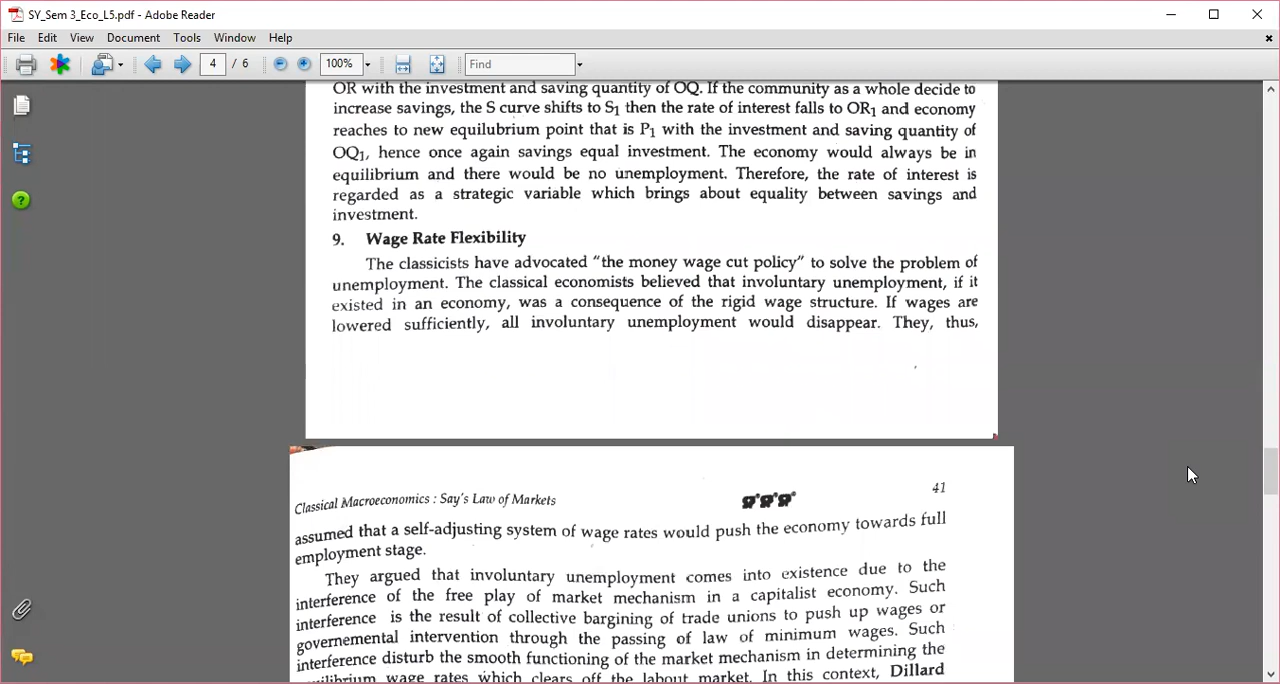 SY_Sem 3_Eco_L5.pdf - Adobe Reader
File Edit View Document Tools Window Help
4 / 6 100% Find
OR with the investment and saving quantity of OQ. If the community as a whole decide to
increase savings, the S curve shifts to S1 then the rate of interest falls to OR1 and economy
reaches to new equilubrium point that is P1 with the investment and saving quantity of
OQ1, hence once again savings equal investment. The economy would always be in
equilibrium and there would be no unemployment. Therefore, the rate of interest is
regarded as a strategic variable which brings about equality between savings and
investment.
9. Wage Rate Flexibility
The classicists have advocated “the money wage cut policy” to solve the problem of
unemployment. The classical economists believed that involuntary unemployment, if it
existed in an economy, was a consequence of the rigid wage structure. If wages are
lowered sufficiently, all involuntary unemployment would disappear. They, thus,
Classical Macroeconomics : Say's Law of Markets 41
assumed that a self-adjusting system of wage rates would push the economy towards full
employment stage.
They argued that involuntary unemployment comes into existence due to the
interference of the free play of market mechanism in a capitalist economy. Such
interference is the result of collective bargining of trade unions to push up wages or
governemental intervention through the passing of law of minimum wages. Such
interference disturb the smooth functioning of the market mechanism in determining the
wage rates which clears off the labout market. In this context, Dillard